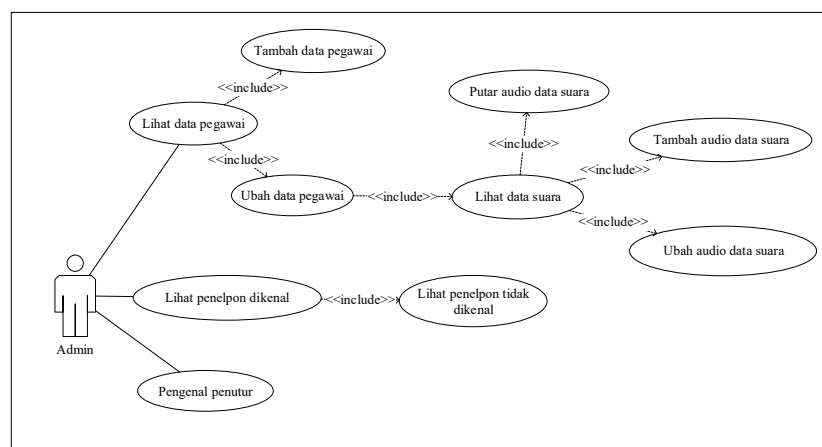 Tambah data pegawai
<<include>>
Lihat data pegawai
<<include>>
Ubah data pegawai
<<include>>
Putar audio data suara
<<include>>
Lihat data suara
<<include>>
Tambah audio data suara
<<include>>
Ubah audio data suara
Lihat penelpon dikenal
<<include>>
Lihat penelpon tidak
dikenal
Admin
Pengenal penutur